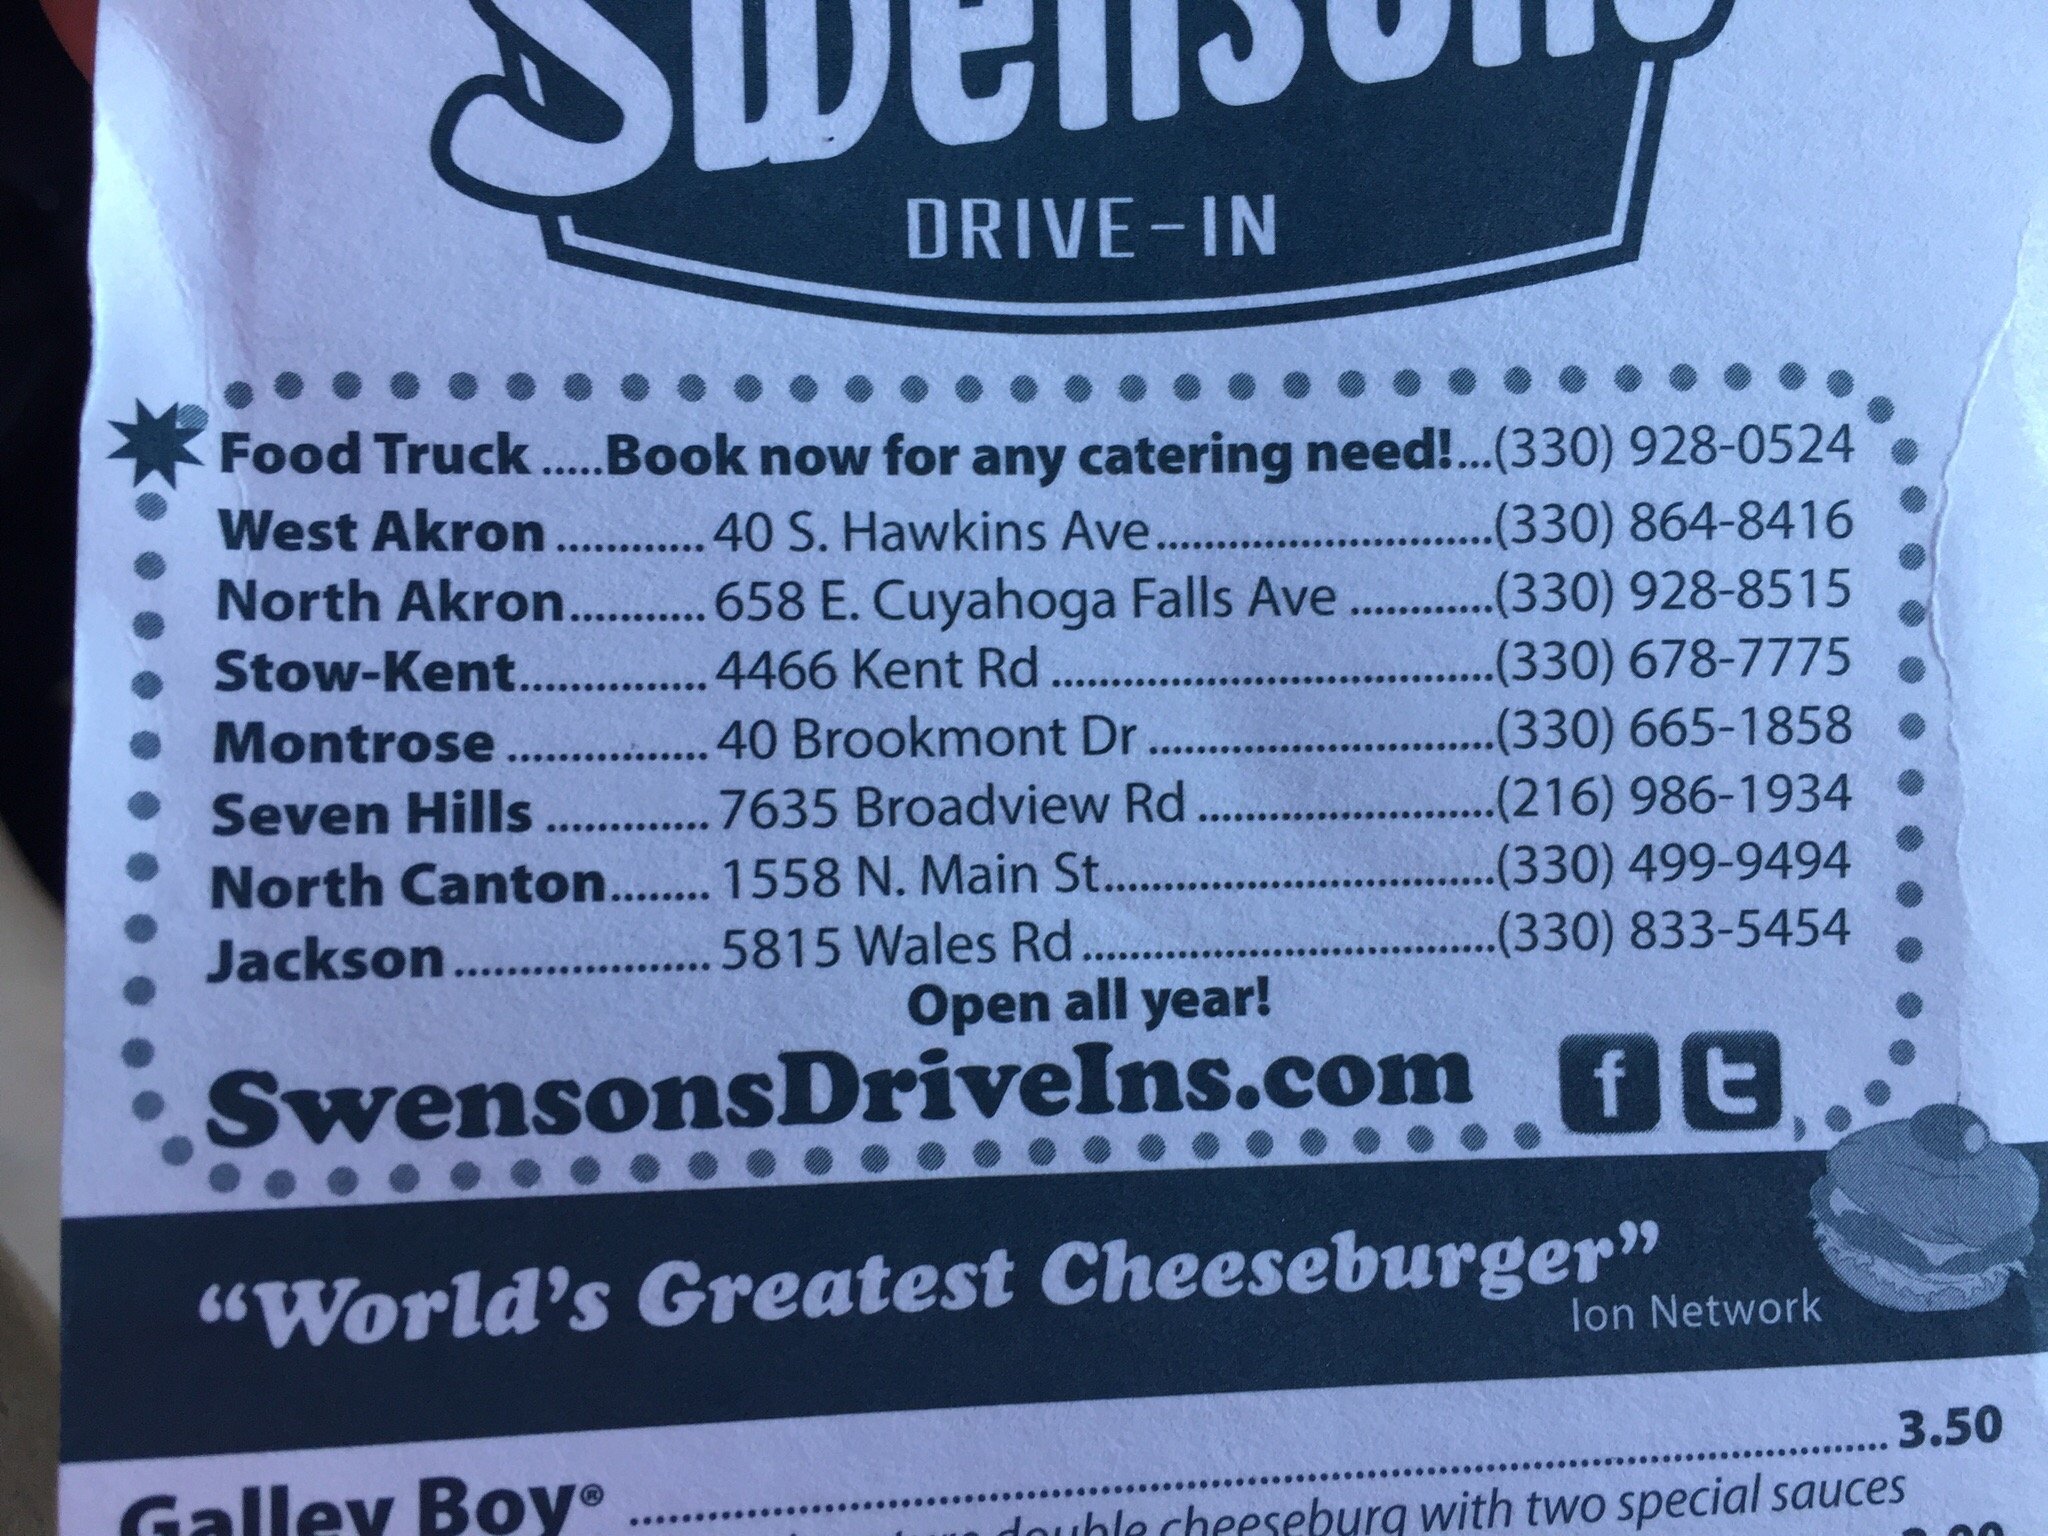 Swensons
DRIVE-IN
Food Truck .....Book now for any catering need!...(330) 928-0524
West Akron ............ 40 S. Hawkins Ave............................(330) 864-8416
North Akron........... 658 E. Cuyahoga Falls Ave ............(330) 928-8515
Stow-Kent............... 4466 Kent Rd .....................................(330) 678-7775
Montrose ................ 40 Brookmont Dr .............................(330) 665-1858
Seven Hills ............. 7635 Broadview Rd .........................(216) 986-1934
North Canton........ 1558 N. Main St.................................(330) 499-9494
Jackson ..................... 5815 Wales Rd ...................................(330) 833-5454
Open all year!
SwensonsDriveIns.com f t
“World’s Greatest Cheeseburger”
Ion Network
Galley Boy® ........................................ 3.50
double cheeseburg with two special sauces